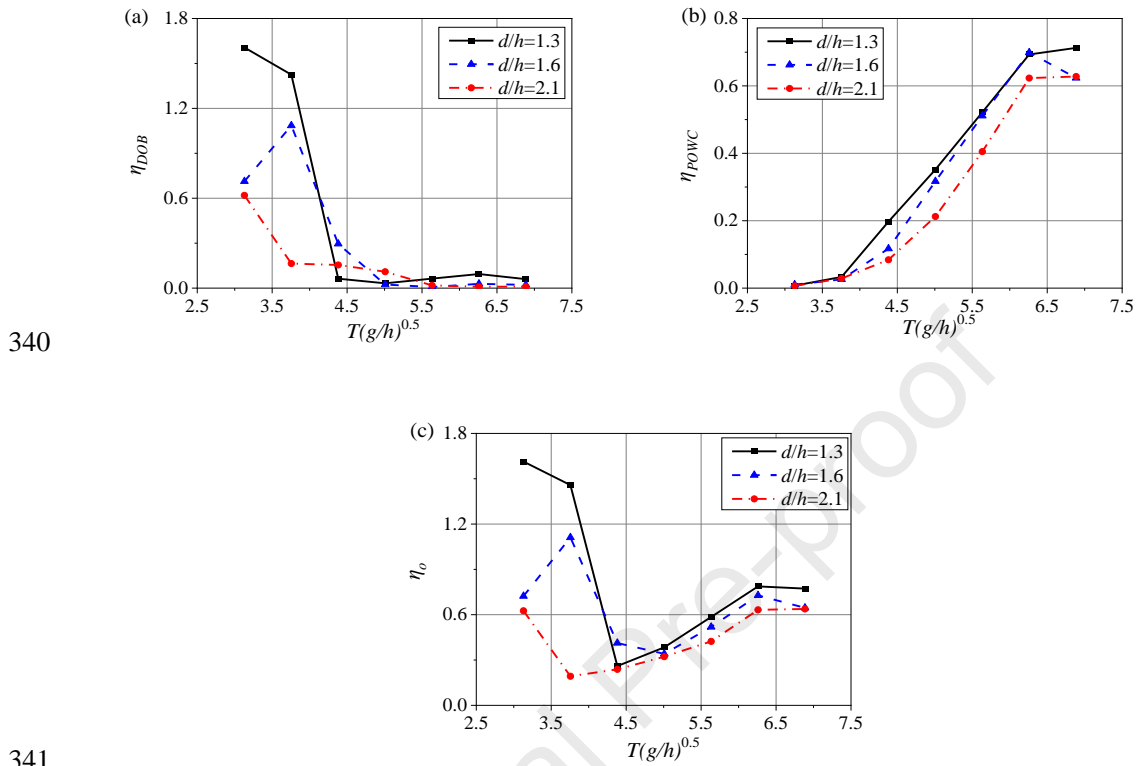 (a)
1.8
1.2
0.6
0.0
η_DOB
d/h=1.3
d/h=1.6
d/h=2.1
2.5 3.5 4.5 5.5 6.5 7.5
T(g/h)^0.5
(b)
0.8
0.6
0.4
0.2
0.0
η_POWC
d/h=1.3
d/h=1.6
d/h=2.1
2.5 3.5 4.5 5.5 6.5 7.5
T(g/h)^0.5
340
(c)
1.8
1.2
0.6
0.0
η_o
d/h=1.3
d/h=1.6
d/h=2.1
2.5 3.5 4.5 5.5 6.5 7.5
T(g/h)^0.5
341
al Pre-proof